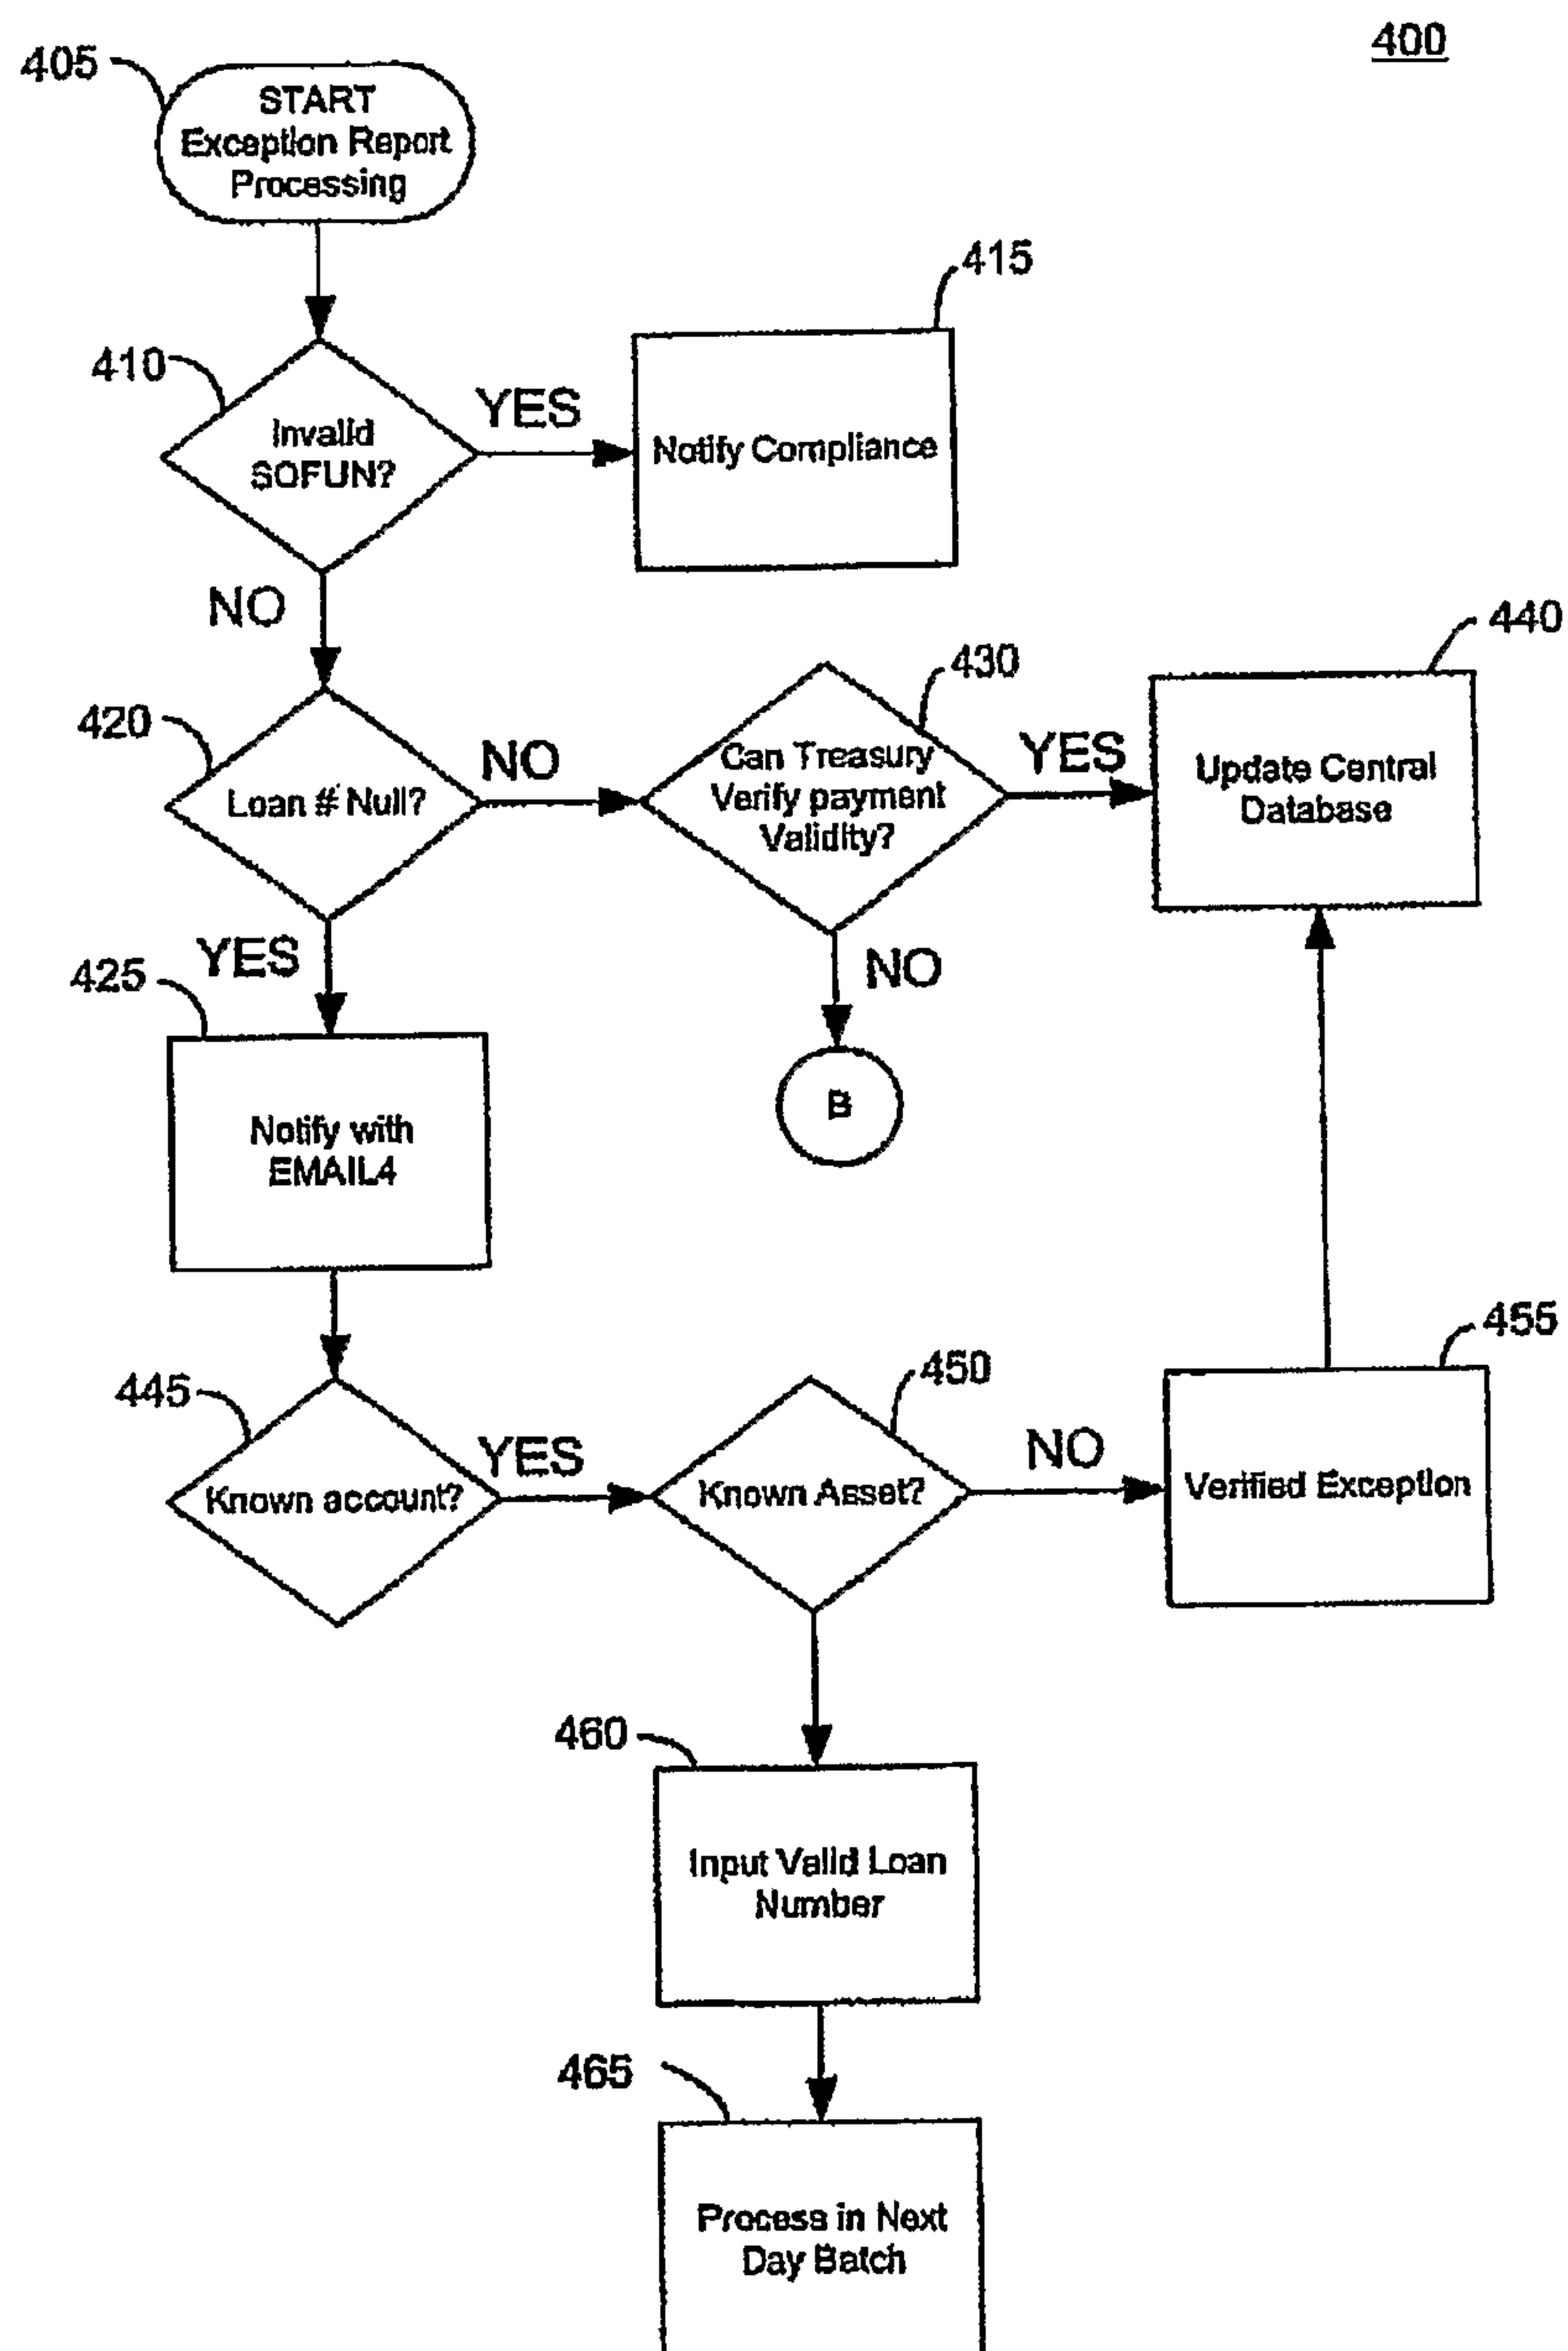 400
405
START
Exception Report
Processing
415
410
Invalid
SOFUN?
YES
Notify Compliance
NO
440
430
420
Loan # Null?
NO
Can Treasury
Verify payment
Validity?
YES
Update Central
Database
YES
NO
425
Notify with
EMAIL4
B
455
450
445
Known account?
YES
Known Asset?
NO
Verified Exception
460
Input Valid Loan
Number
465
Process in Next
Day Batch